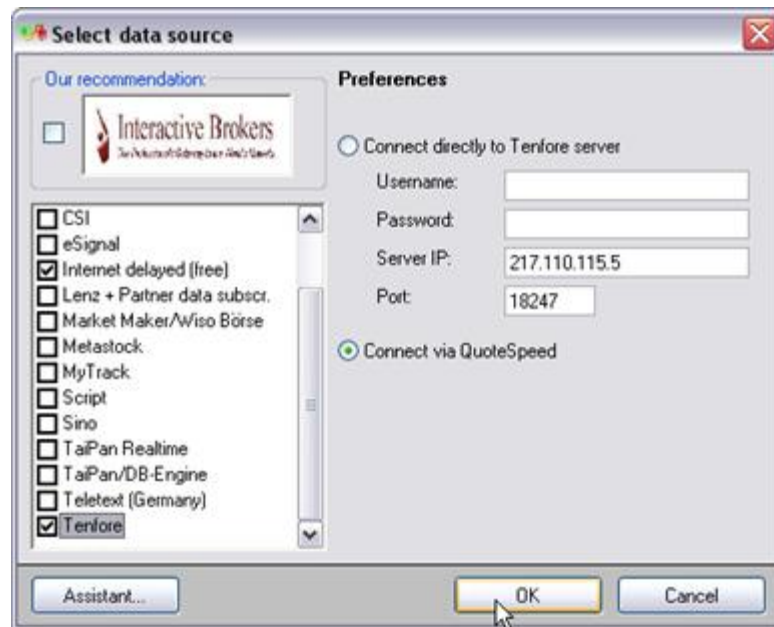 Select data source
Our recommendation:
Interactive Brokers
Preferences
Connect directly to Tenfore server
Username:
Password:
Server IP: 217.110.115.5
Port: 18247
Connect via QuoteSpeed
CSI
eSignal
Internet delayed (free)
Lenz + Partner data subscr.
Market Maker/Wiso Börse
Metastock
MyTrack
Script
Sino
TaiPan Realtime
TaiPan/DB-Engine
Teletext (Germany)
Tenfore
Assistant...
OK
Cancel